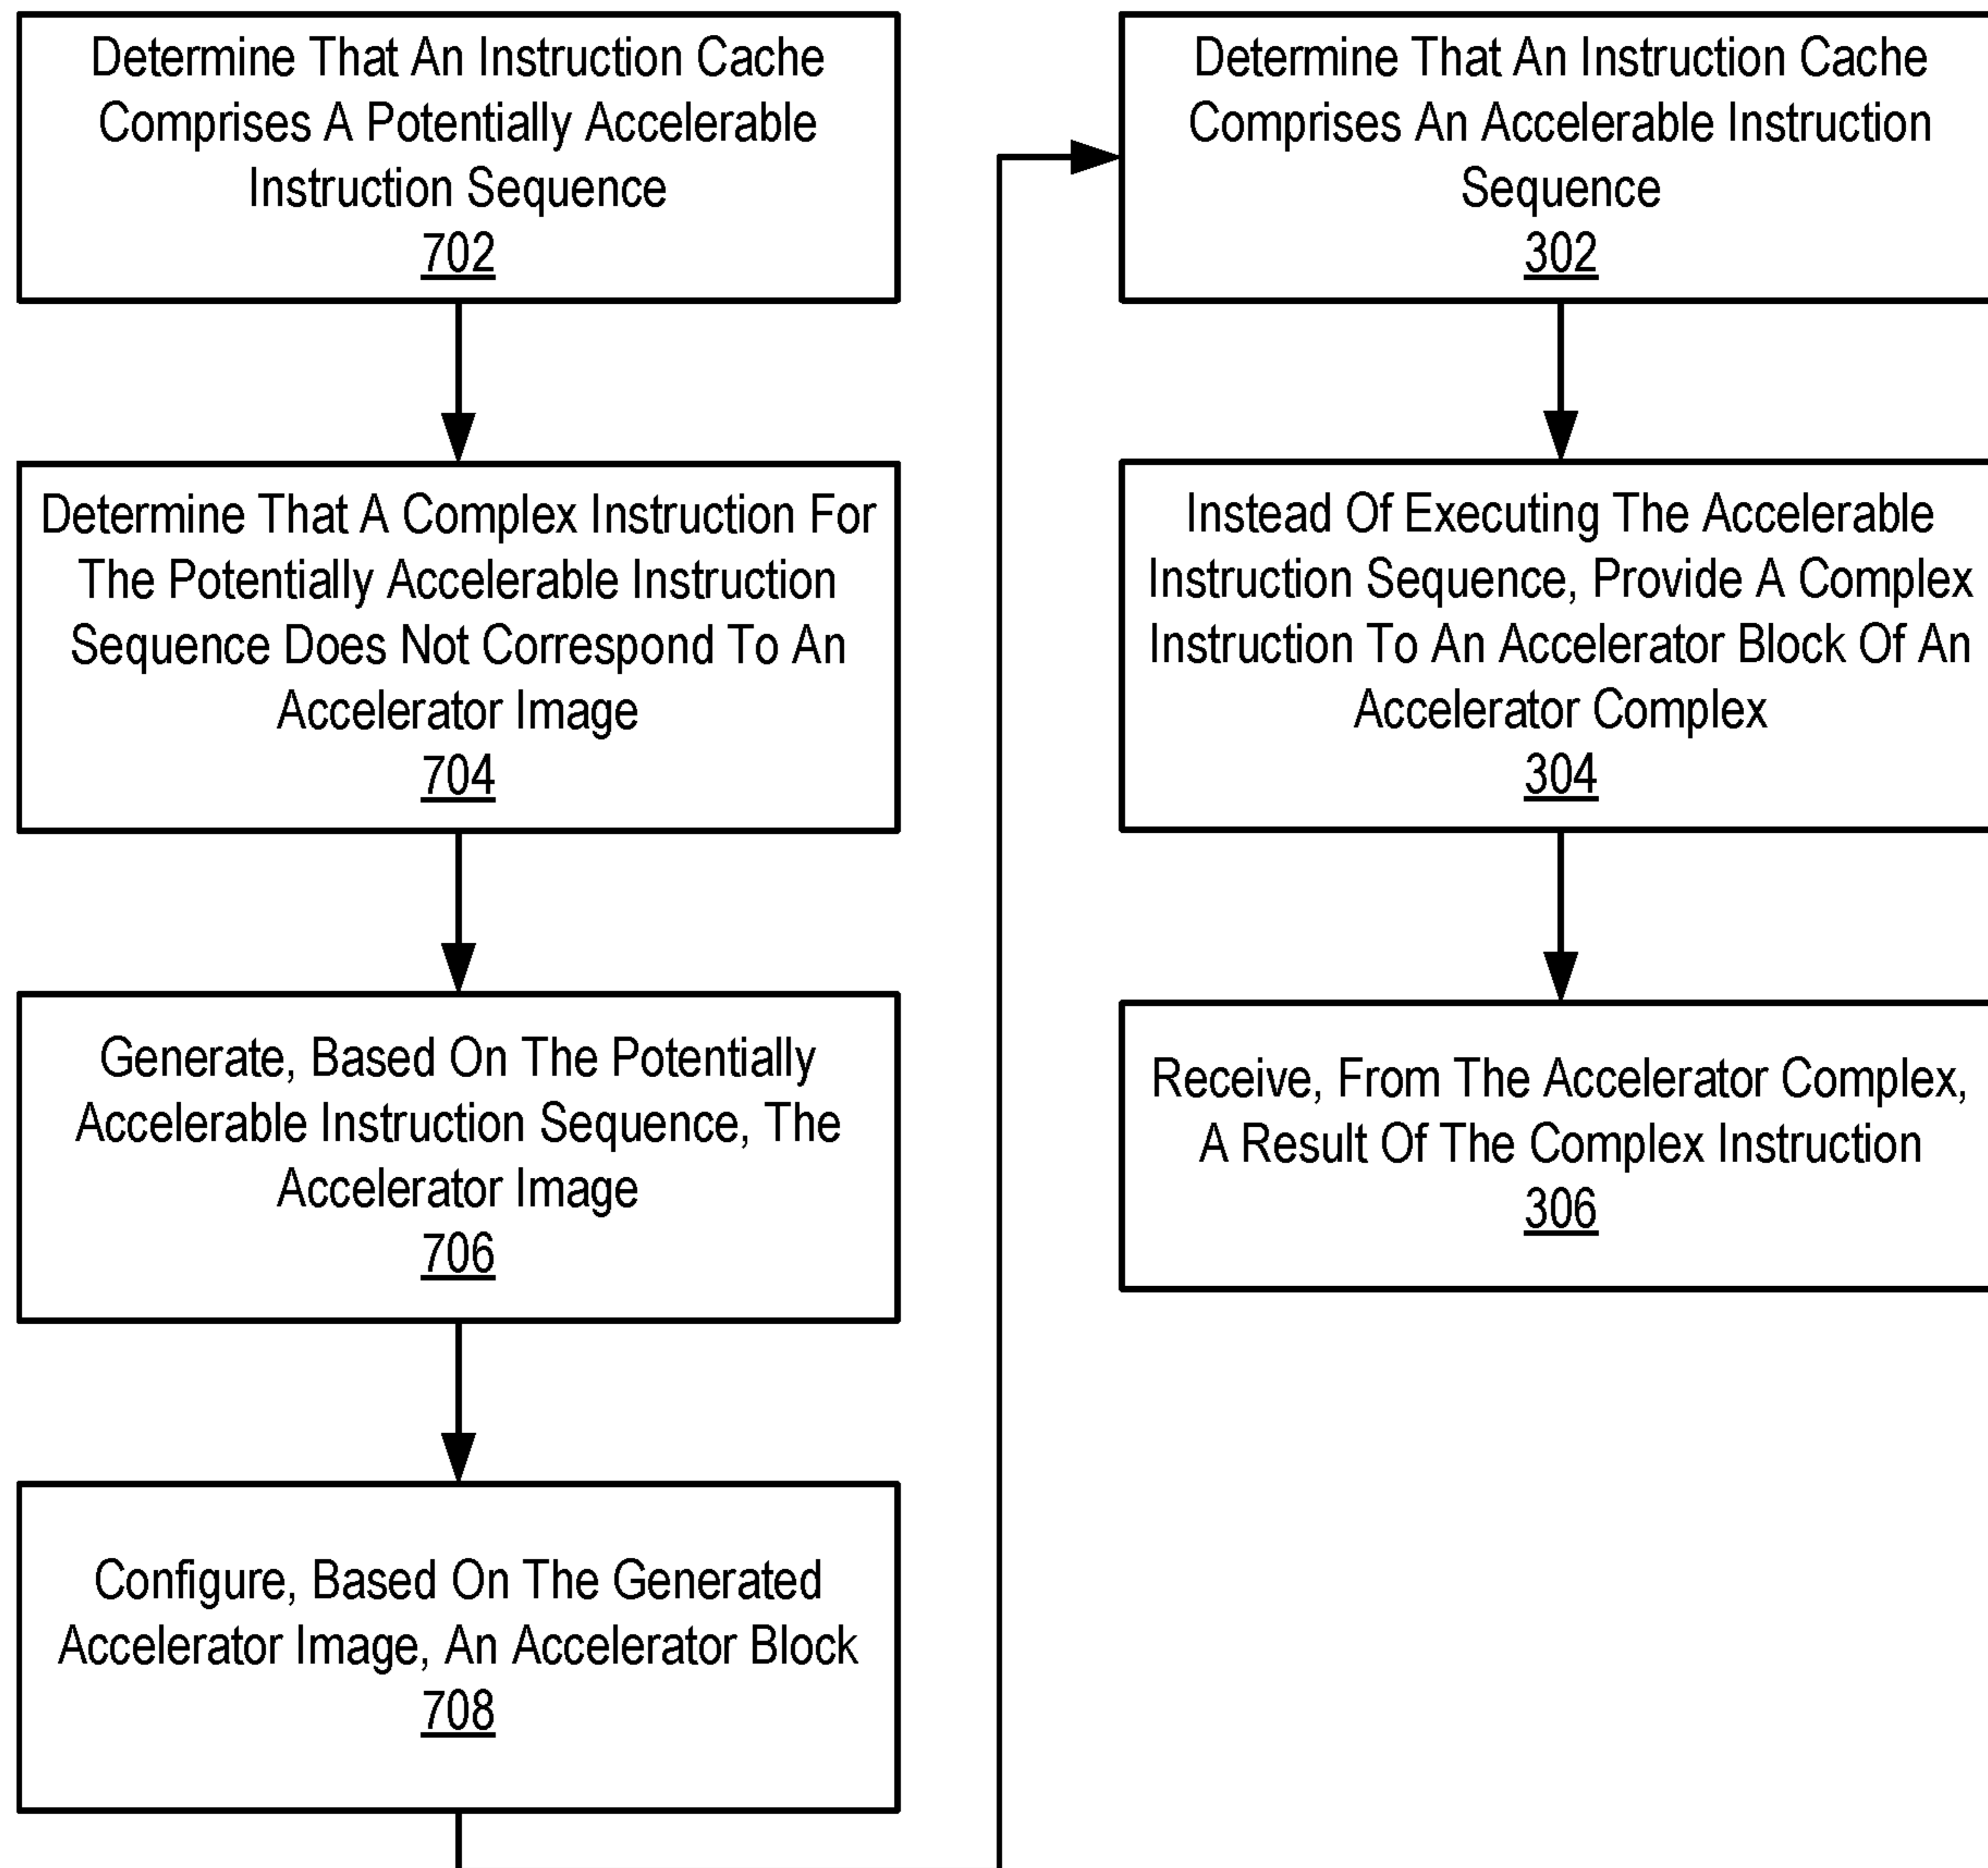 Determine That An Instruction Cache
Comprises A Potentially Accelerable
Instruction Sequence
702
Determine That A Complex Instruction For
The Potentially Accelerable Instruction
Sequence Does Not Correspond To An
Accelerator Image
704
Generate, Based On The Potentially
Accelerable Instruction Sequence, The
Accelerator Image
706
Configure, Based On The Generated
Accelerator Image, An Accelerator Block
708
Determine That An Instruction Cache
Comprises An Accelerable Instruction
Sequence
302
Instead Of Executing The Accelerable
Instruction Sequence, Provide A Complex
Instruction To An Accelerator Block Of An
Accelerator Complex
304
Receive, From The Accelerator Complex,
A Result Of The Complex Instruction
306